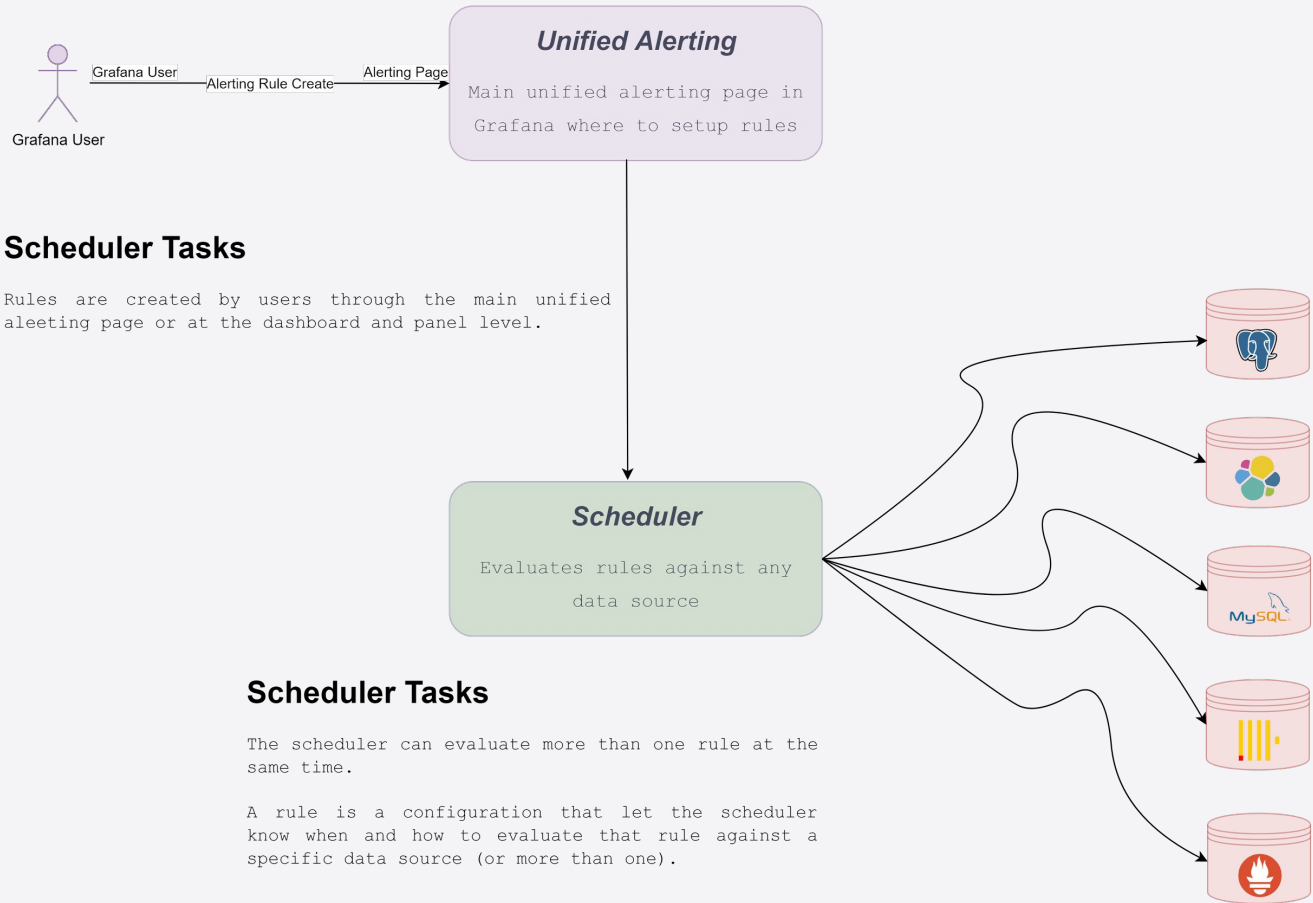 Unified Alerting
Main unified alerting page in
Grafana where to setup rules
Grafana User
Alerting Rule Create
Alerting Page
Grafana User
Scheduler Tasks
Rules are created by users through the main unified
aleeting page or at the dashboard and panel level.
Scheduler
Evaluates rules against any
data source
MySQL
Scheduler Tasks
The scheduler can evaluate more than one rule at the
same time.
A rule is a configuration that let the scheduler
know when and how to evaluate that rule against a
specific data source (or more than one).